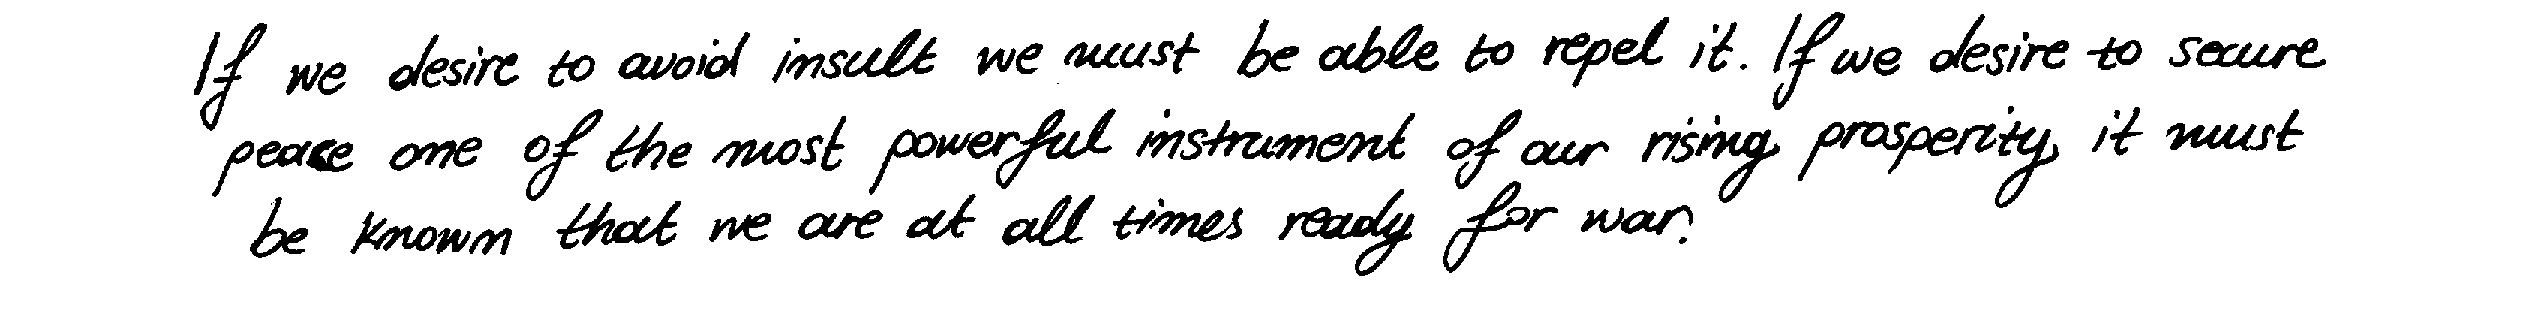 If we desire to avoid insult we must be able to repel it. If we desire to secure
peace one of the most powerful instrument of our rising prosperity, it must
be known that we are at all times ready for war.